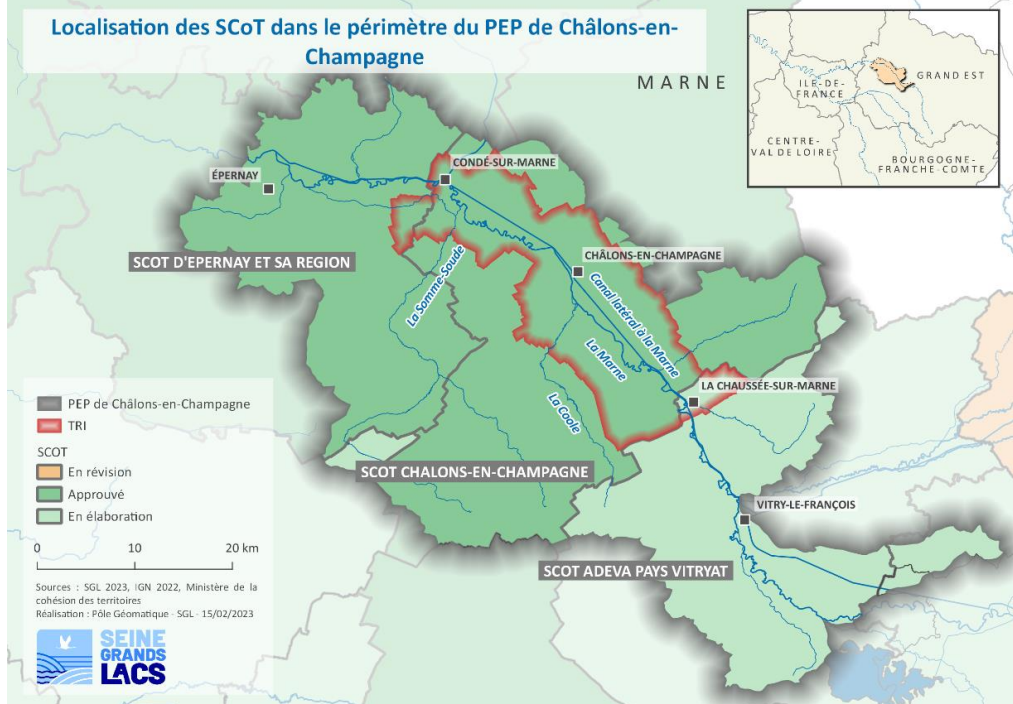 Localisation des SCoT dans le périmètre du PEP de Châlons-en-
Champagne
MARNE
ILE-DE-
FRANCE
GRAND EST
CENTRE-
VAL DE LOIRE
BOURGOGNE-
FRANCHE-COMTE
ÉPERNAY
CONDÉ-SUR-MARNE
SCOT D'EPERNAY ET SA REGION
La Somme-Soude
CHÂLONS-EN-CHAMPAGNE
Canal latéral à la Marne
La Marne
La Coole
LA CHAUSSÉE-SUR-MARNE
SCOT CHALONS-EN-CHAMPAGNE
VITRY-LE-FRANÇOIS
SCOT ADEVA PAYS VITRYAT
PEP de Châlons-en-Champagne
TRI
SCOT
En révision
Approuvé
En élaboration
0 10 20 km
Sources : SGL 2023, IGN 2022, Ministère de la
cohésion des territoires
Réalisation : Pôle Géomatique - SGL - 15/02/2023
SEINE
GRANDS
LACS